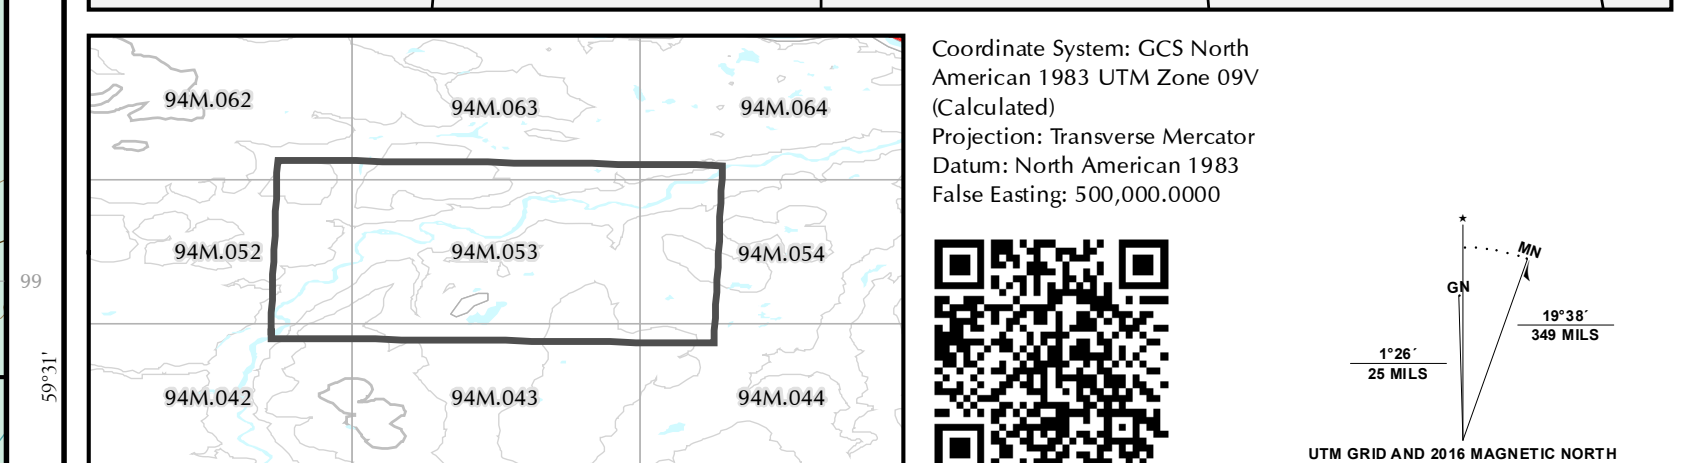 94M.062
94M.063
94M.064
94M.052
94M.053
94M.054
94M.042
94M.043
94M.044
99
59°31'
Coordinate System: GCS North
American 1983 UTM Zone 09V
(Calculated)
Projection: Transverse Mercator
Datum: North American 1983
False Easting: 500,000.0000
MN
GN
19°38´
349 MILS
1°26´
25 MILS
UTM GRID AND 2016 MAGNETIC NORTH